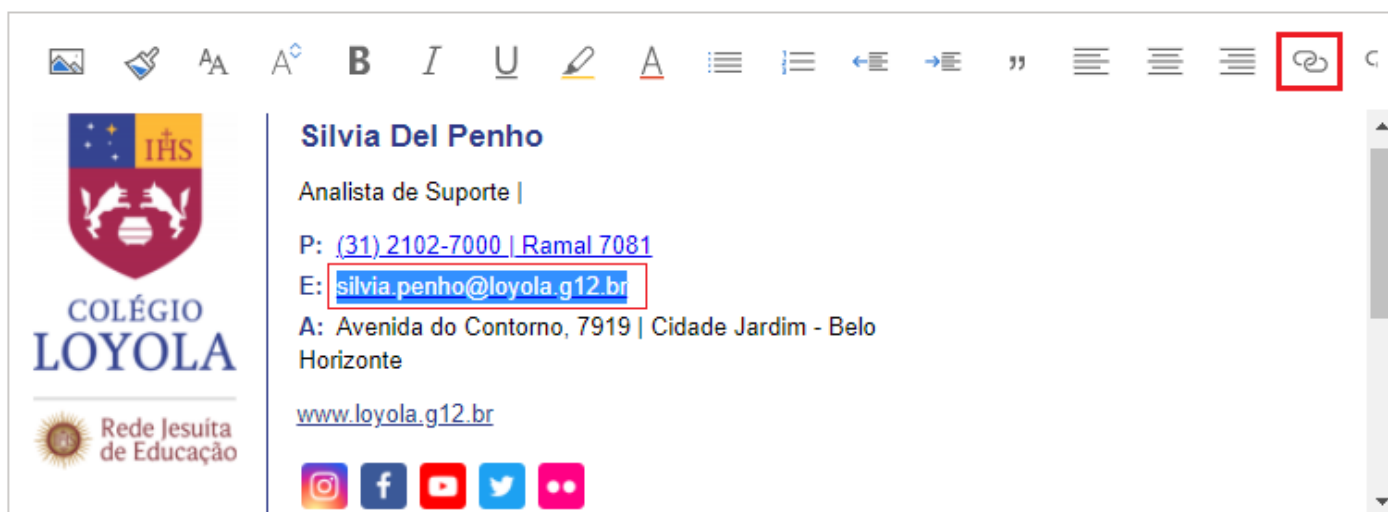 B I U A
IHS
COLÉGIO
LOYOLA
Rede Jesuíta
de Educação
Silvia Del Penho
Analista de Suporte |
P: (31) 2102-7000 | Ramal 7081
E: silvia.penho@loyola.g12.br
A: Avenida do Contorno, 7919 | Cidade Jardim - Belo
Horizonte
www.loyola.g12.br